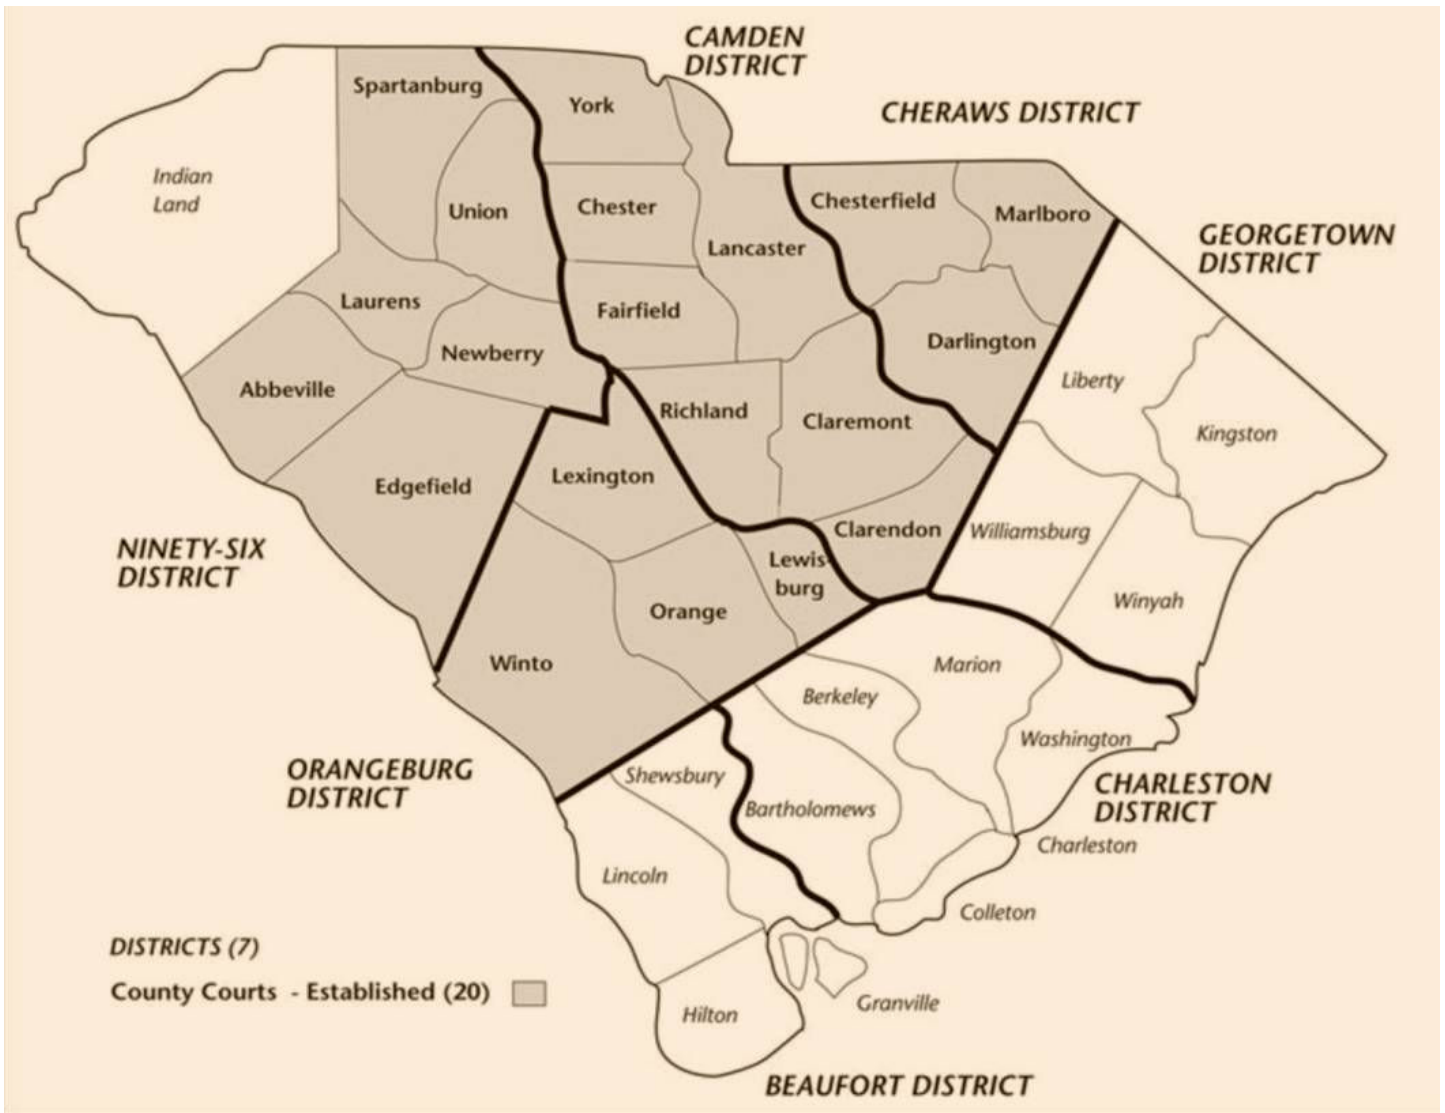 CAMDEN
DISTRICT
CHERAWS DISTRICT
Spartanburg
York
Indian
Land
Union
Chester
Chesterfield
Marlboro
Lancaster
GEORGETOWN
DISTRICT
Laurens
Fairfield
Newberry
Darlington
Abbeville
Liberty
Richland
Claremont
Kingston
Lexington
Edgefield
NINETY-SIX
DISTRICT
Clarendon
Williamsburg
Lewis-
burg
Orange
Winyah
Winto
Marion
Berkeley
Washington
ORANGEBURG
DISTRICT
Shewsbury
CHARLESTON
DISTRICT
Bartholomews
Charleston
Lincoln
Colleton
DISTRICTS (7)
County Courts - Established (20)
Granville
Hilton
BEAUFORT DISTRICT